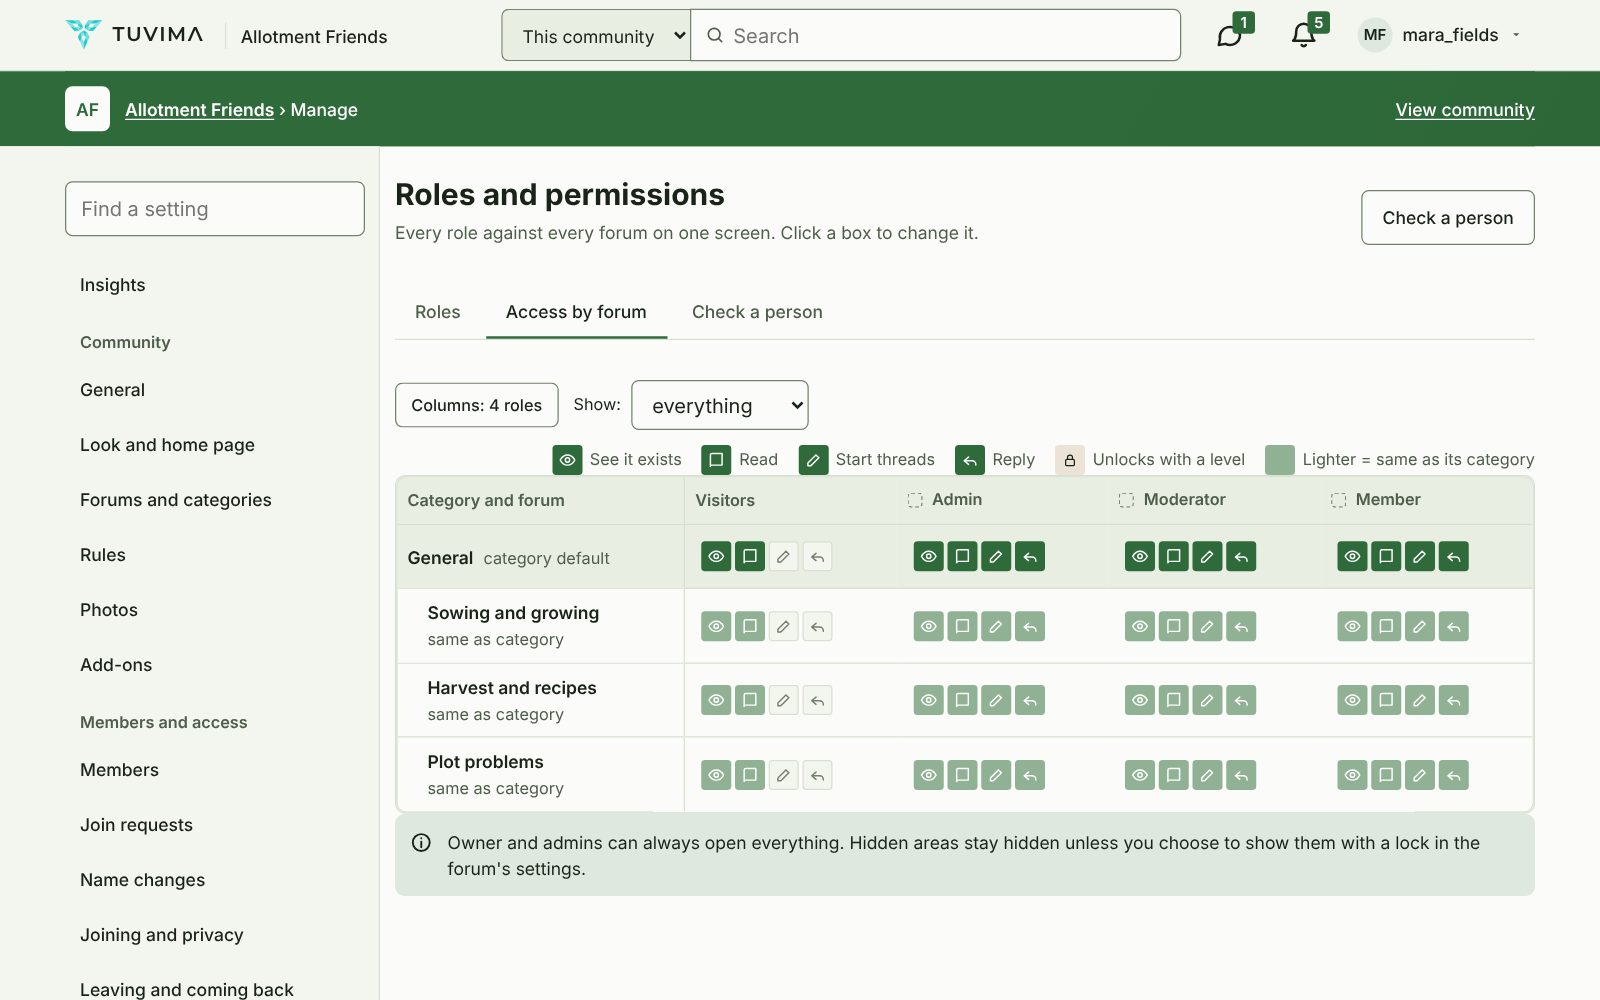 TUVIMA
Allotment Friends
This community
Search
1
5
MF
mara_fields
AF
Allotment Friends › Manage
View community
Find a setting
Insights
Community
General
Look and home page
Forums and categories
Rules
Photos
Add-ons
Members and access
Members
Join requests
Name changes
Joining and privacy
Leaving and coming back
Roles and permissions
Every role against every forum on one screen. Click a box to change it.
Check a person
Roles
Access by forum
Check a person
Columns: 4 roles
Show:
everything
See it exists
Read
Start threads
Reply
Unlocks with a level
Lighter = same as its category
Category and forum
Visitors
Admin
Moderator
Member
General category default
Sowing and growing
same as category
Harvest and recipes
same as category
Plot problems
same as category
Owner and admins can always open everything. Hidden areas stay hidden unless you choose to show them with a lock in the
forum's settings.